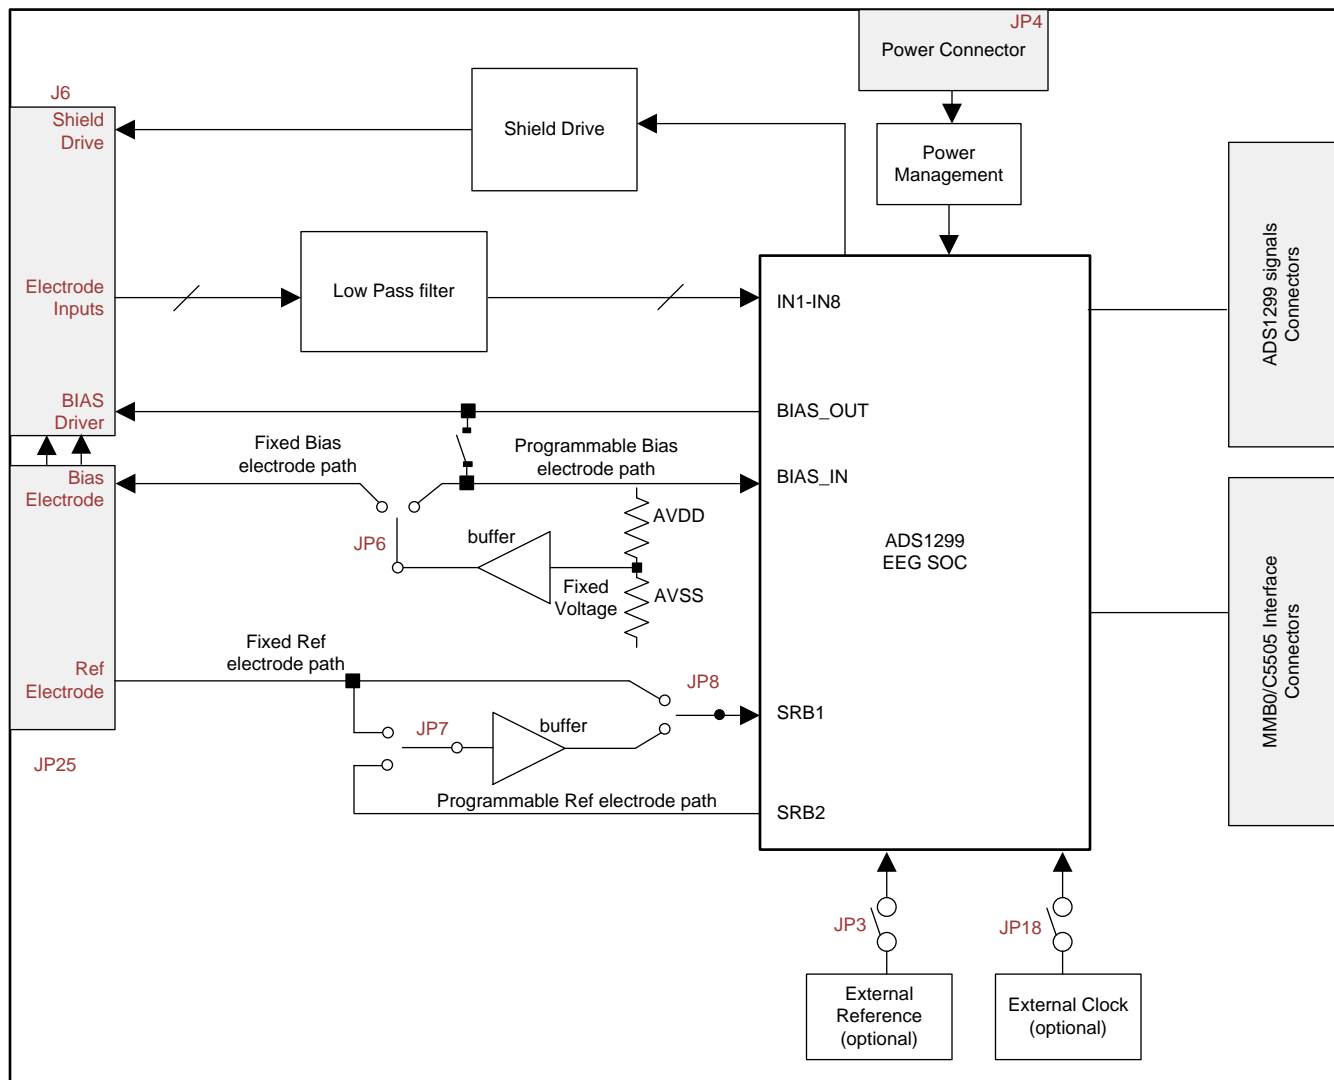 JP4
Power Connector
J6
Shield
Drive
Shield Drive
Power
Management
ADS1299 signals
Connectors
Electrode
Inputs
Low Pass filter
IN1-IN8
BIAS
Driver
BIAS_OUT
Fixed Bias
electrode path
Programmable Bias
electrode path
Bias
Electrode
BIAS_IN
AVDD
JP6
buffer
Fixed
Voltage
AVSS
ADS1299
EEG SOC
MMB0/C5505 Interface
Connectors
Fixed Ref
electrode path
Ref
Electrode
JP8
JP7
buffer
SRB1
JP25
Programmable Ref electrode path
SRB2
JP3
JP18
External
Reference
(optional)
External Clock
(optional)